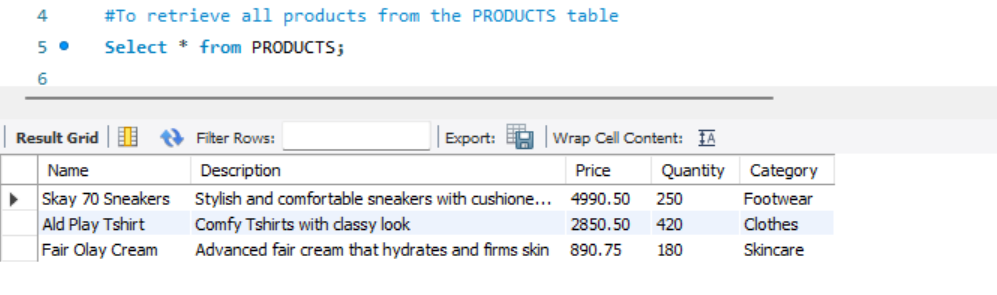 4 #To retrieve all products from the PRODUCTS table
5 Select * from PRODUCTS;
6
Result Grid Filter Rows: Export: Wrap Cell Content: IA
Name Description Price Quantity Category
Skay 70 Sneakers Stylish and comfortable sneakers with cushione... 4990.50 250 Footwear
Ald Play Tshirt Comfy Tshirts with classy look 2850.50 420 Clothes
Fair Olay Cream Advanced fair cream that hydrates and firms skin 890.75 180 Skincare